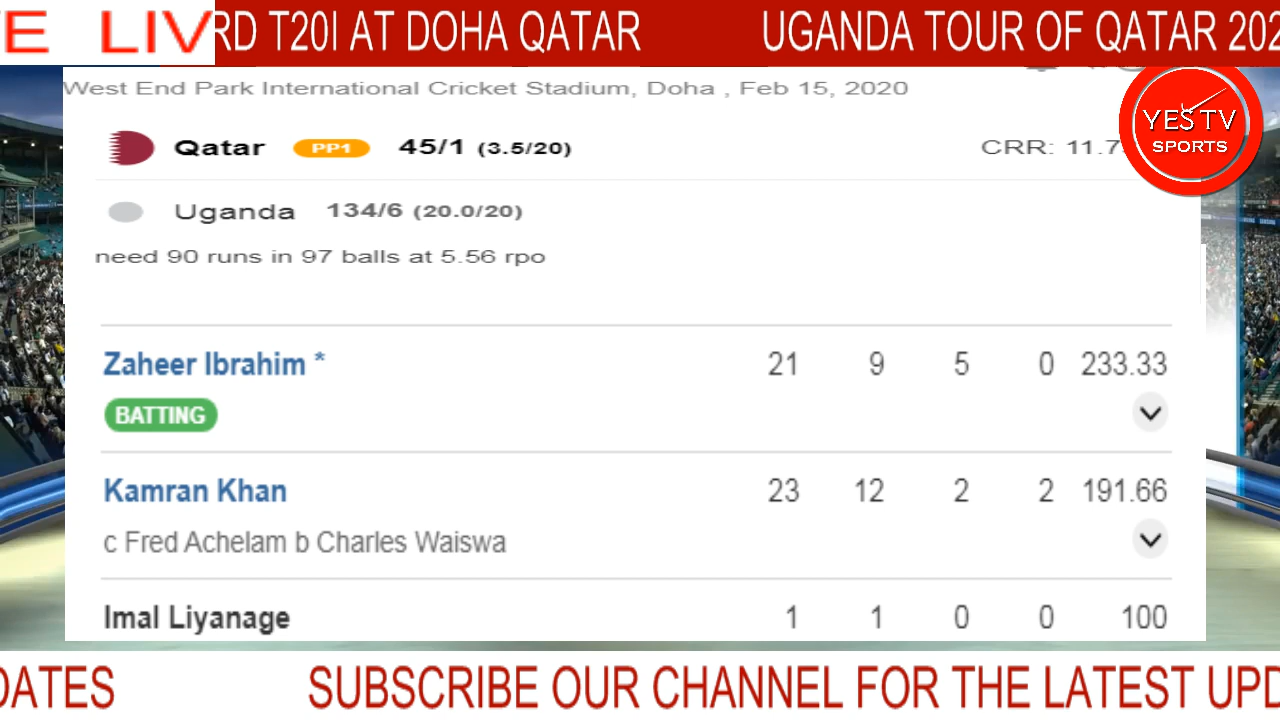 E LIV
RD T20I AT DOHA QATAR UGANDA TOUR OF QATAR 202
West End Park International Cricket Stadium, Doha , Feb 15, 2020
YES TV
SPORTS
Qatar PP1 45/1 (3.5/20) CRR: 11.7
Uganda 134/6 (20.0/20)
need 90 runs in 97 balls at 5.56 rpo
Zaheer Ibrahim * 21 9 5 0 233.33
BATTING
Kamran Khan 23 12 2 2 191.66
c Fred Achelam b Charles Waiswa
Imal Liyanage 1 1 0 0 100
DATES SUBSCRIBE OUR CHANNEL FOR THE LATEST UPD